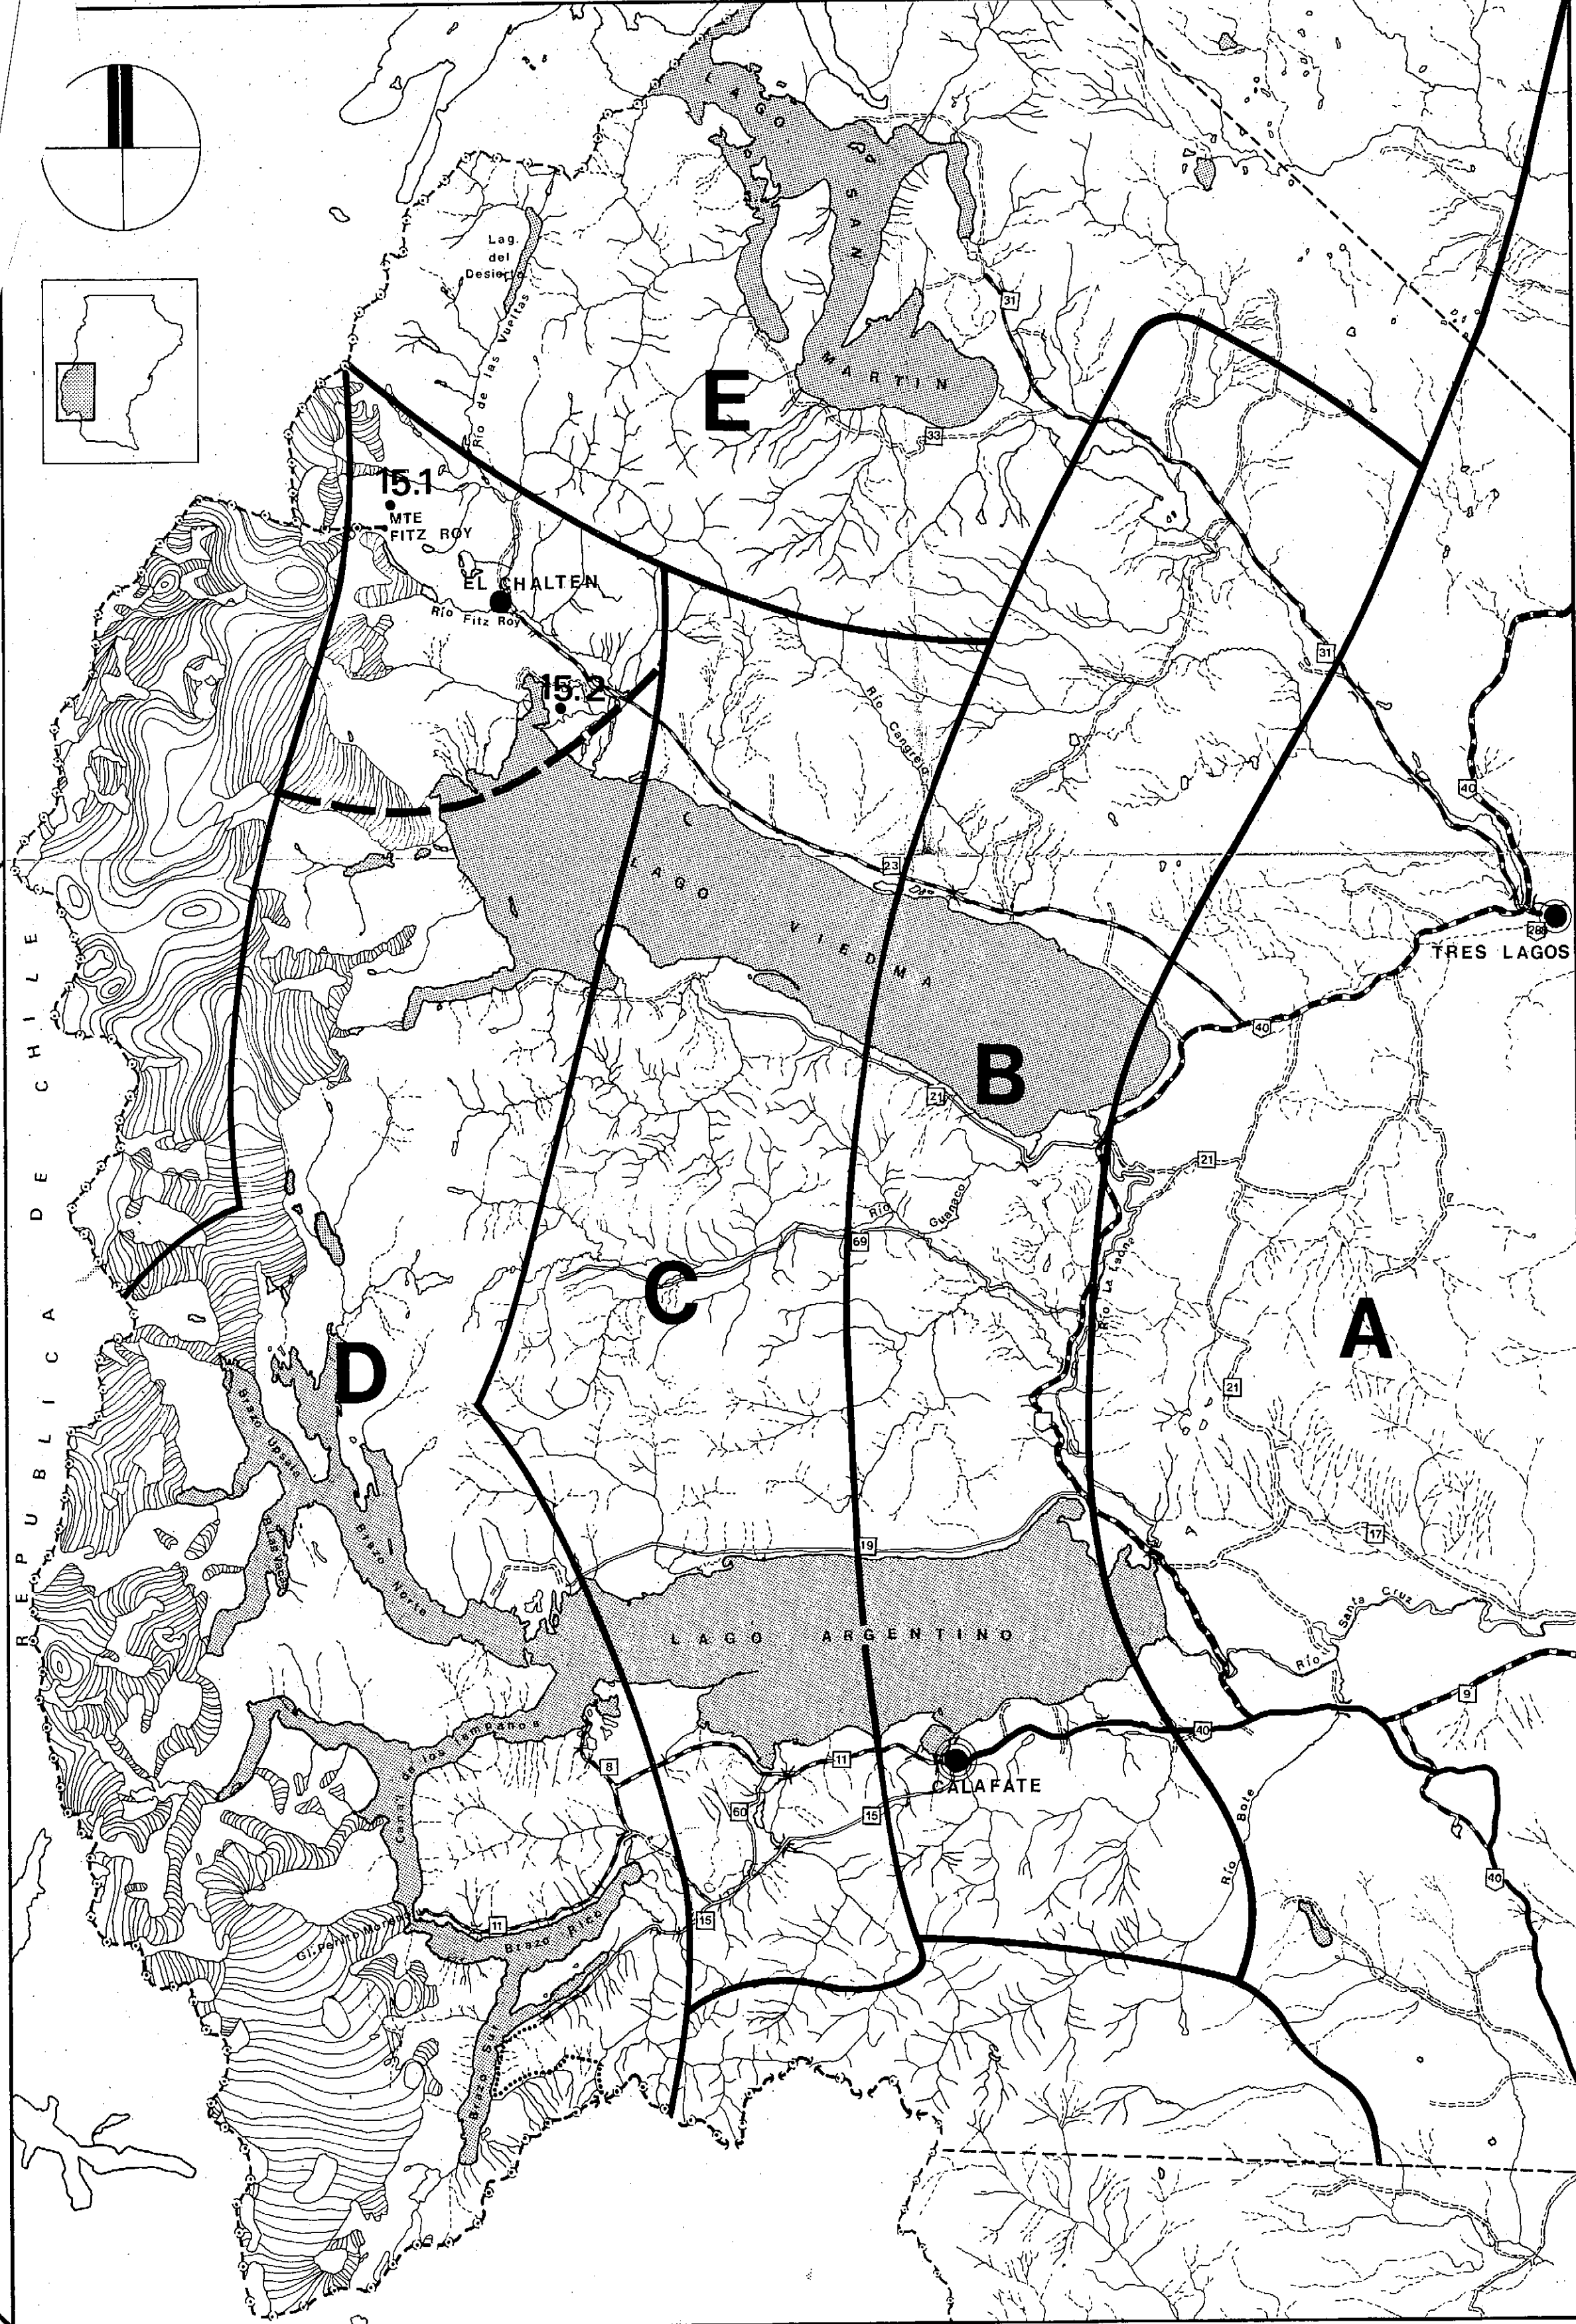 LAGO
SAN
MARTIN
Lag.
del
Desierto
Río de las Vueltas
31
E
33
15.1
MTE
FITZ ROY
EL CHALTEN
Río Fitz Roy
15.2
31
Río Cangrejo
40
23
LAGO VIEDMA
288
TRES LAGOS
40
B
21
21
Río Guanaco
69
Río La Leona
C
A
D
21
REPUBLICA DE CHILE
Brazo Upsala
17
19
Brazo Norte
Santa Cruz
Río
LAGO ARGENTINO
9
Canal de los Tempanos
40
8
11
CALAFATE
60
15
Río Bote
40
15
11
Gl. Perito Moreno
Brazo Rico
Brazo Sur